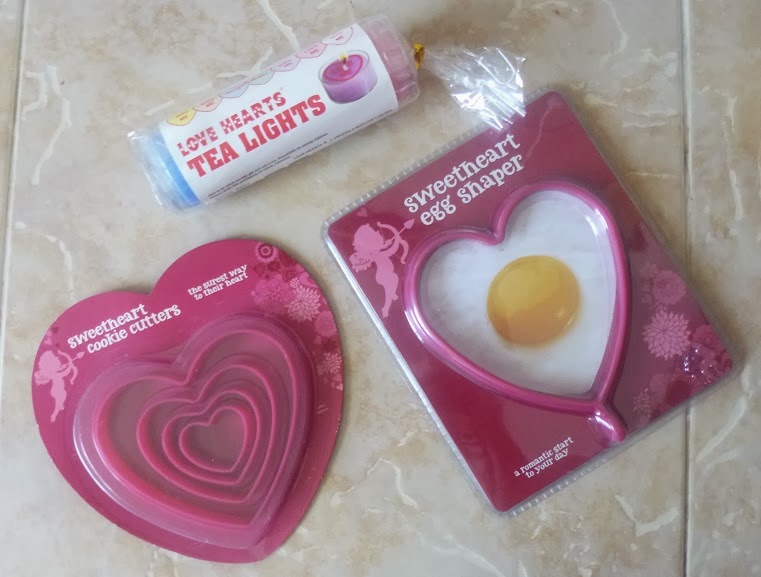 LOVE HEARTS
TEA LIGHTS
sweetheart
egg shaper
a romantic start
to your day
sweetheart
cookie cutters
the surest way
to their heart